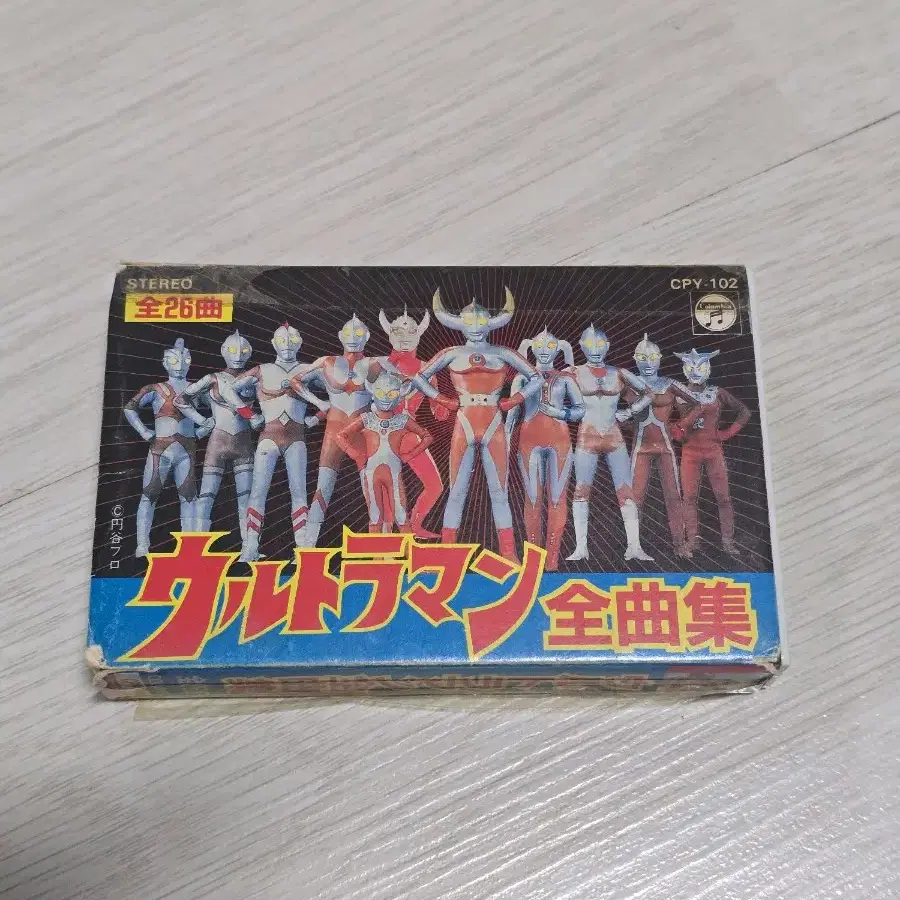 STEREO
CPY-102
全26曲
Columbia
©円谷プロ
ウルトラマン
全曲集